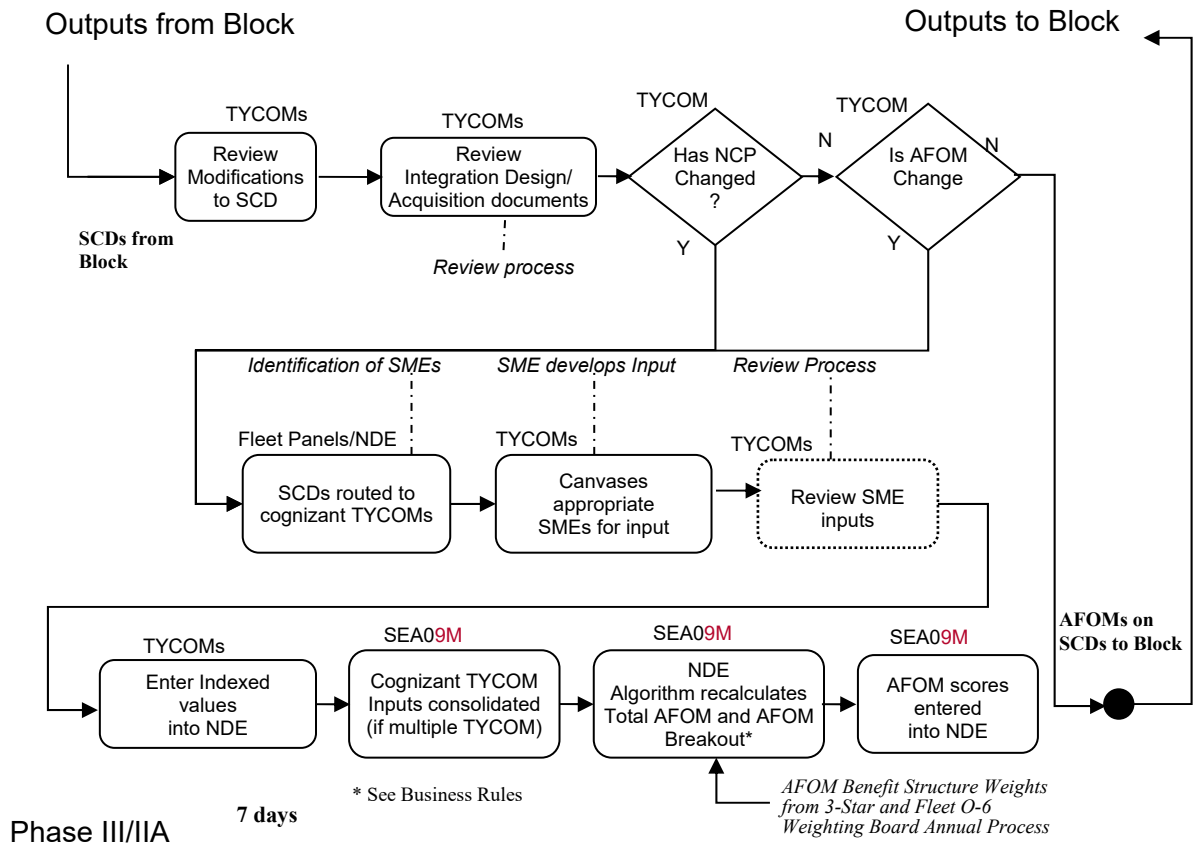 Outputs from Block
Outputs to Block
TYCOMs
Review
Modifications
to SCD
SCDs from
Block
TYCOMs
Review
Integration Design/
Acquisition documents
Review process
TYCOM
Has NCP
Changed
?
N
Y
TYCOM
Is AFOM
Change
N
Y
Identification of SMEs
SME develops Input
Review Process
Fleet Panels/NDE
SCDs routed to
cognizant TYCOMs
TYCOMs
Canvases
appropriate
SMEs for input
TYCOMs
Review SME
inputs
TYCOMs
Enter Indexed
values
into NDE
SEA09M
Cognizant TYCOM
Inputs consolidated
(if multiple TYCOM)
SEA09M
NDE
Algorithm recalculates
Total AFOM and AFOM
Breakout*
SEA09M
AFOM scores
entered
into NDE
AFOMs on
SCDs to Block
* See Business Rules
AFOM Benefit Structure Weights
from 3-Star and Fleet O-6
Weighting Board Annual Process
7 days
Phase III/IIA